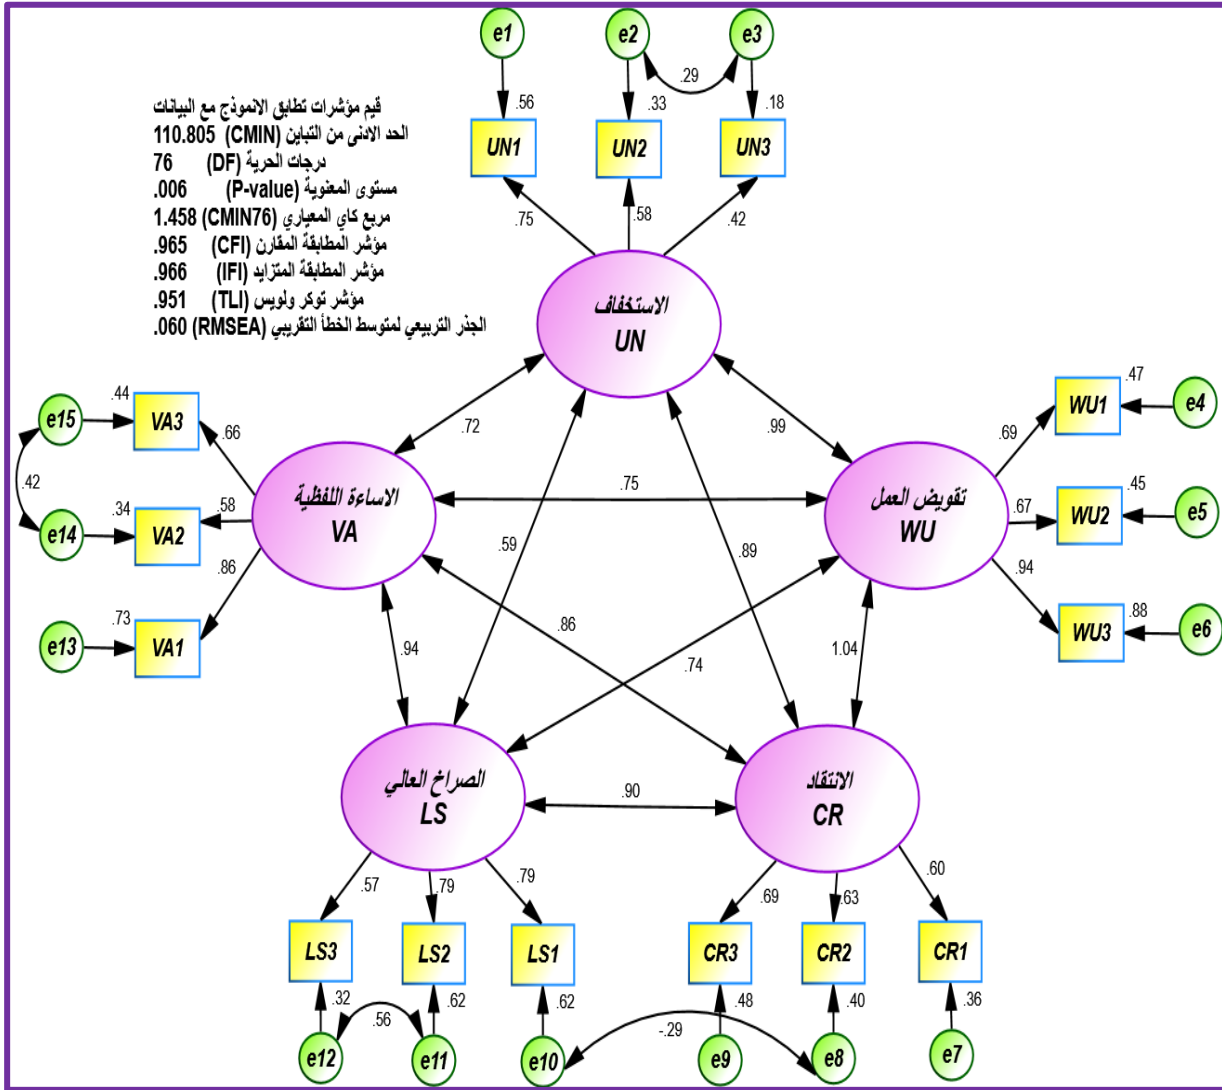 e1
e2
e3
.29
.56
.33
.18
قيم مؤشرات تطابق الانموذج مع البيانات
الحد الادنى من التباين (CMIN) 110.805
درجات الحرية (DF) 76
مستوى المعنوية (P-value) .006
مربع كاي المعياري (CMIN76) 1.458
مؤشر المطابقة المقارن (CFI) .965
مؤشر المطابقة المتزايد (IFI) .966
مؤشر توكر ولويس (TLI) .951
الجذر التربيعي لمتوسط الخطأ التقريبي (RMSEA) .060
UN1
UN2
UN3
.75
.58
.42
الاستخفاف
UN
.44
.47
e15
VA3
.66
.72
.99
WU1
e4
.69
.42
.34
.58
الاساءة اللفظية
VA
.75
تقويض العمل
WU
.67
.45
e14
VA2
WU2
e5
.86
.59
.89
.94
.73
.88
e13
VA1
.94
.86
.74
1.04
WU3
e6
الصراخ العالي
LS
.90
الانتقاد
CR
.57
.79
.79
.69
.63
.60
LS3
LS2
LS1
CR3
CR2
CR1
.32
.62
.62
.48
.40
.36
.56
-.29
e12
e11
e10
e9
e8
e7